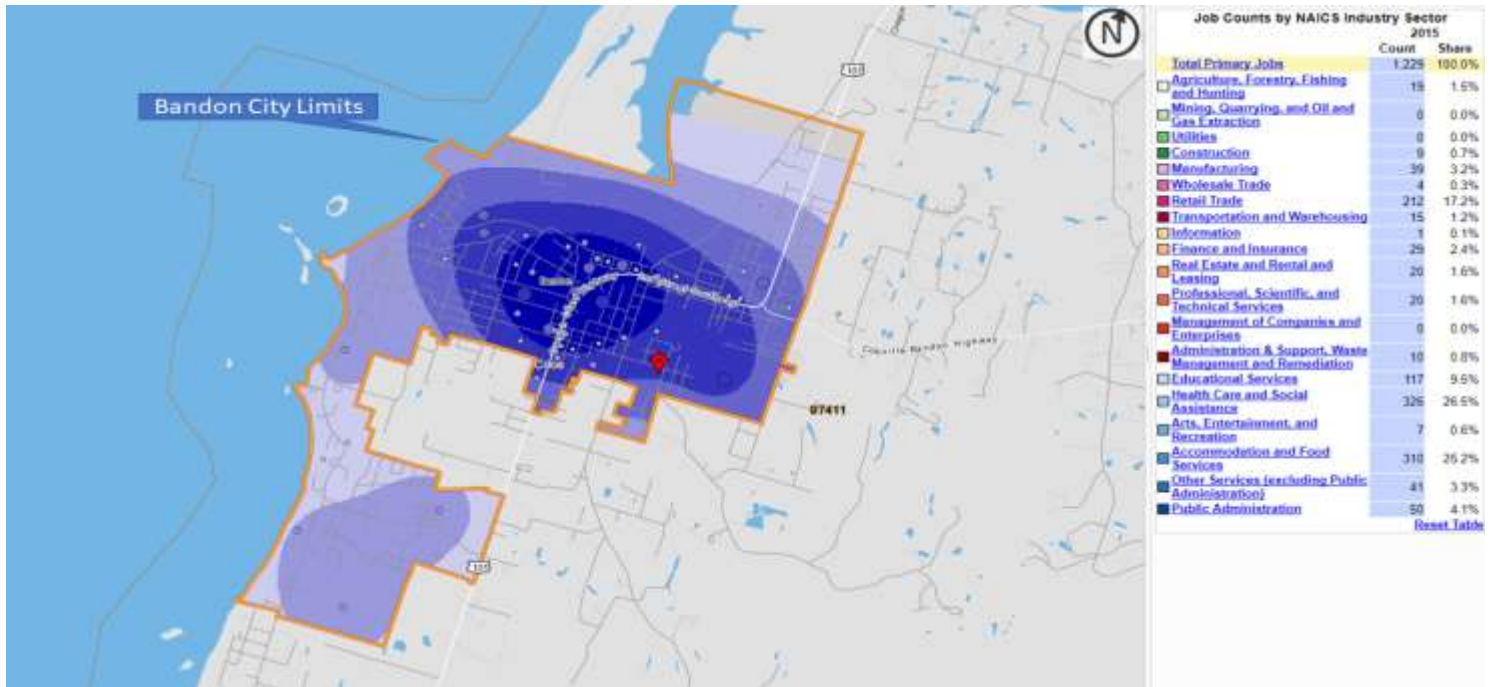 N
101
Bandon City Limits
Coquille Bandon Highway
97411
101
Job Counts by NAICS Industry Sector
2015
Count Share
Total Primary Jobs 1,229 100.0%
Agriculture, Forestry, Fishing
and Hunting 19 1.5%
Mining, Quarrying, and Oil and
Gas Extraction 0 0.0%
Utilities 0 0.0%
Construction 9 0.7%
Manufacturing 39 3.2%
Wholesale Trade 4 0.3%
Retail Trade 212 17.2%
Transportation and Warehousing 15 1.2%
Information 1 0.1%
Finance and Insurance 29 2.4%
Real Estate and Rental and
Leasing 20 1.6%
Professional, Scientific, and
Technical Services 20 1.6%
Management of Companies and
Enterprises 0 0.0%
Administration & Support, Waste
Management and Remediation 10 0.8%
Educational Services 117 9.5%
Health Care and Social
Assistance 326 26.5%
Arts, Entertainment, and
Recreation 7 0.6%
Accommodation and Food
Services 310 25.2%
Other Services (excluding Public
Administration) 41 3.3%
Public Administration 50 4.1%
Reset Table